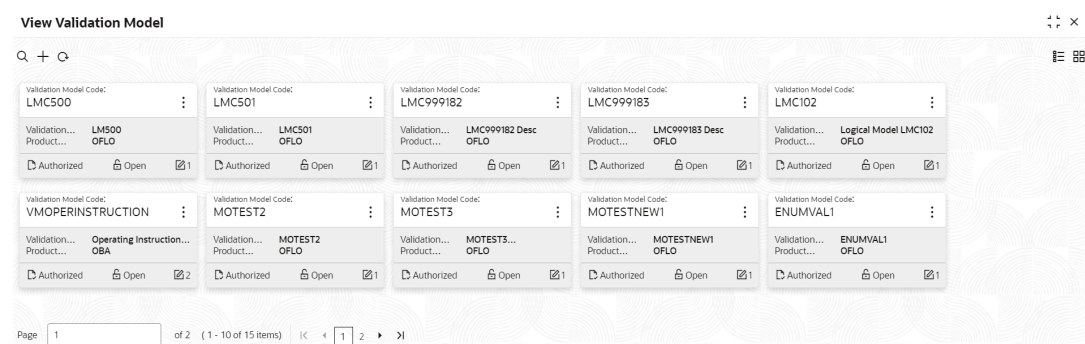 View Validation Model
Validation Model Code:
LMC500
Validation... LM500
Product... OFLO
Authorized Open 1
Validation Model Code:
LMC501
Validation... LMC501
Product... OFLO
Authorized Open 1
Validation Model Code:
LMC999182
Validation... LMC999182 Desc
Product... OFLO
Authorized Open 1
Validation Model Code:
LMC999183
Validation... LMC999183 Desc
Product... OFLO
Authorized Open 1
Validation Model Code:
LMC102
Validation... Logical Model LMC102
Product... OFLO
Authorized Open 1
Validation Model Code:
VMOPERINSTRUCTION
Validation... Operating Instruction...
Product... OBA
Authorized Open 2
Validation Model Code:
MOTEST2
Validation... MOTEST2
Product... OFLO
Authorized Open 1
Validation Model Code:
MOTEST3
Validation... MOTEST3...
Product... OFLO
Authorized Open 1
Validation Model Code:
MOTESTNEW1
Validation... MOTESTNEW1
Product... OFLO
Authorized Open 1
Validation Model Code:
ENUMVAL1
Validation... ENUMVAL1
Product... OFLO
Authorized Open 1
Page 1 of 2 (1 - 10 of 15 items) 1 2